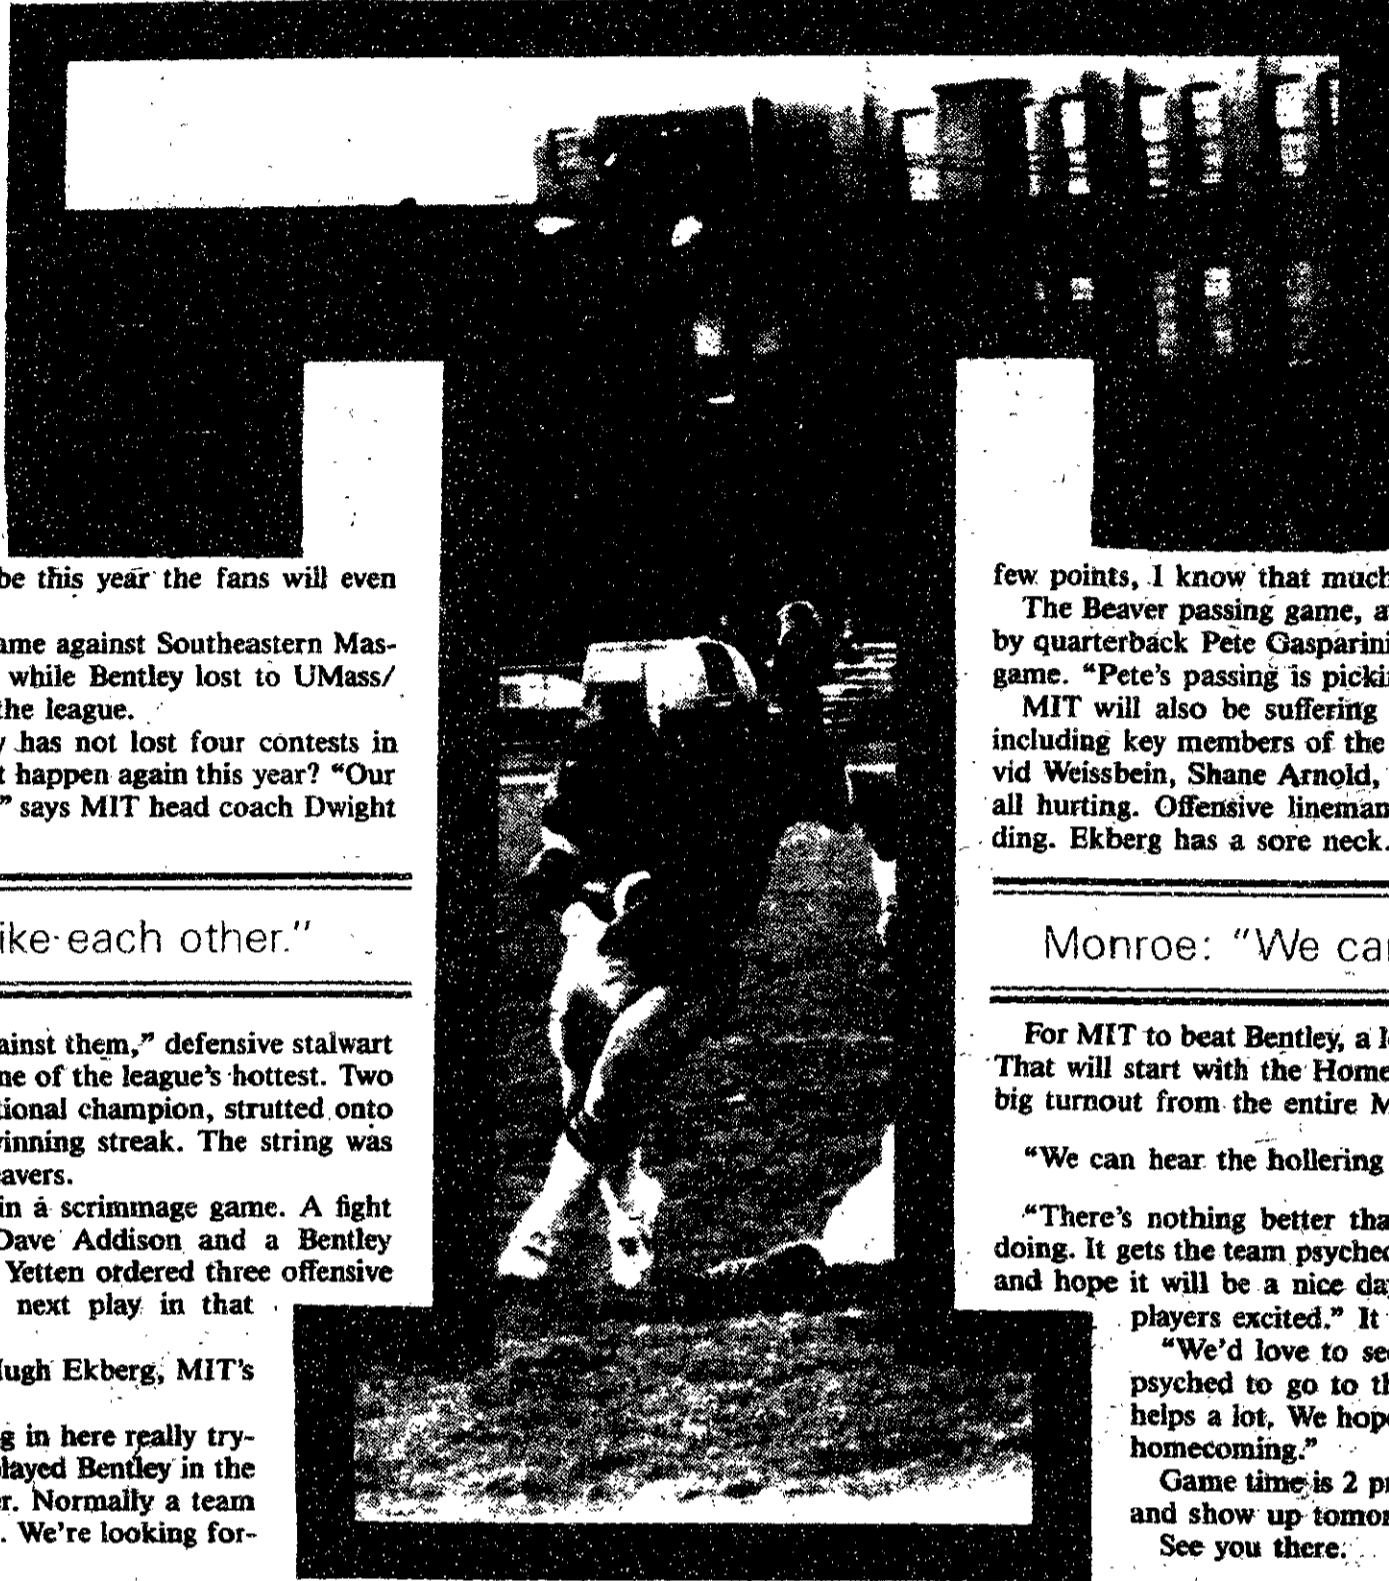 be this year the fans will even
ame against Southeastern Mas-
while Bentley lost to UMass/
the league.
y has not lost four contests in
t happen again this year? "Our
" says MIT head coach Dwight
ike each other."
ainst them," defensive stalwart
ne of the league's hottest. Two
tional champion, strutted onto
vinning streak. The string was
eavers.
in a scrimmage game. A fight
Dave Addison and a Bentley
Yetten ordered three offensive
next play in that
Hugh Ekberg, MIT's
g in here really try-
played Bentley in the
er. Normally a team
. We're looking for-
few points, I know that much
The Beaver passing game, a
by quarterback Pete Gasparini
game. "Pete's passing is picki
MIT will also be suffering
including key members of the
vid Weissbein, Shane Arnold,
all hurting. Offensive lineman
ding. Ekberg has a sore neck.
Monroe: "We ca
For MIT to beat Bentley, a l
That will start with the Home
big turnout from the entire M
"We can hear the hollering
"There's nothing better tha
doing. It gets the team psyched
and hope it will be a nice da
players excited." It
"We'd love to se
psyched to go to th
helps a lot. We hope
homecoming."
Game time is 2 p
and show up tomor
See you there.